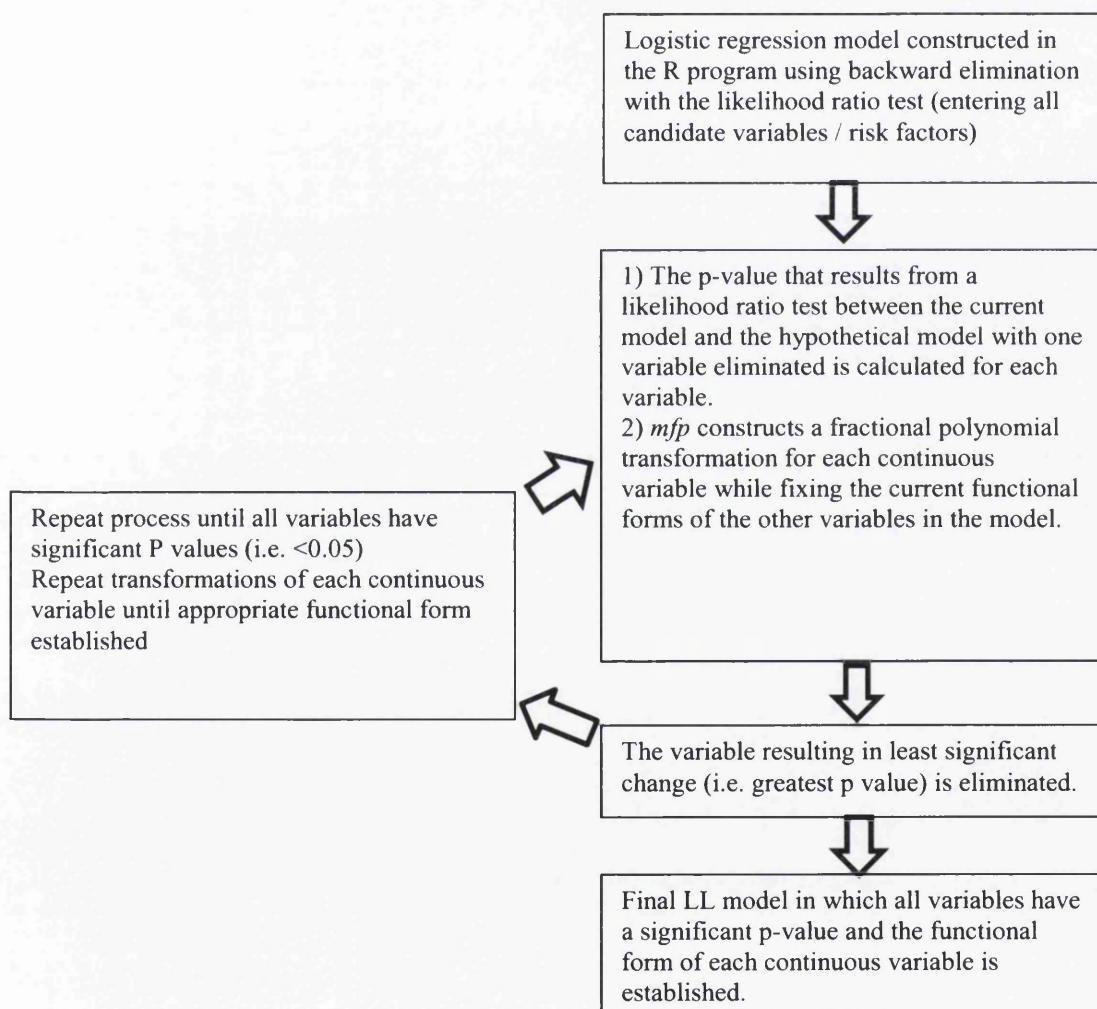 Logistic regression model constructed in
the R program using backward elimination
with the likelihood ratio test (entering all
candidate variables / risk factors)
1) The p-value that results from a
likelihood ratio test between the current
model and the hypothetical model with one
variable eliminated is calculated for each
variable.
2) mfp constructs a fractional polynomial
transformation for each continuous
variable while fixing the current functional
forms of the other variables in the model.
Repeat process until all variables have
significant P values (i.e. <0.05)
Repeat transformations of each continuous
variable until appropriate functional form
established
The variable resulting in least significant
change (i.e. greatest p value) is eliminated.
Final LL model in which all variables have
a significant p-value and the functional
form of each continuous variable is
established.